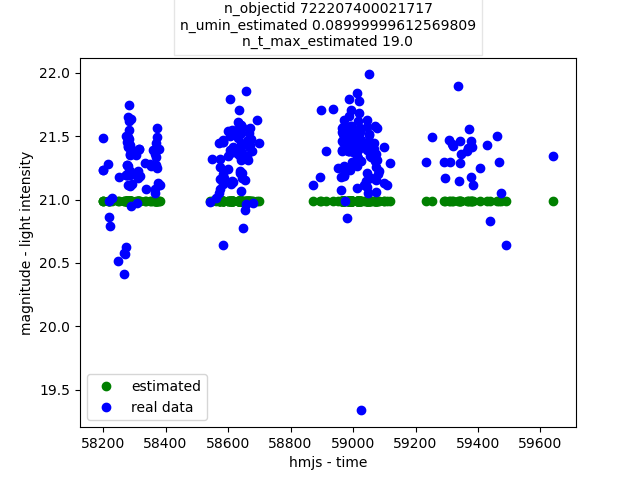 n_objectid 722207400021717
n_umin_estimated 0.08999999612569809
n_t_max_estimated 19.0
22.0
21.5
21.0
20.5
20.0
19.5
magnitude - light intensity
estimated
real data
58200 58400 58600 58800 59000 59200 59400 59600
hmjs - time